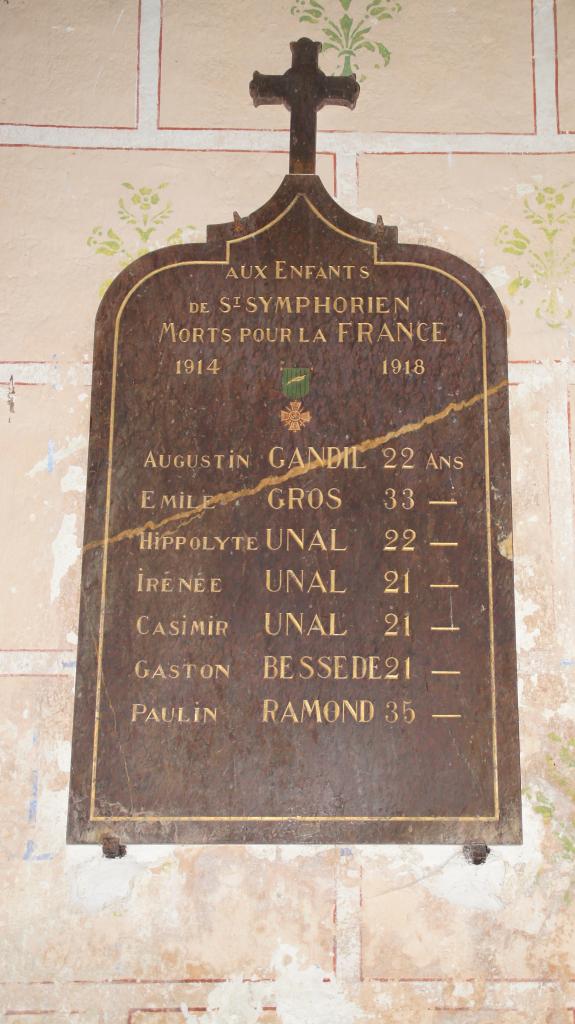 AUX ENFANTS
DE ST SYMPHORIEN
MORTS POUR LA FRANCE
1914 1918
AUGUSTIN GANDIL 22 ANS
EMILE GROS 33 —
HIPPOLYTE UNAL 22 —
IRÉNÉE UNAL 21 —
CASIMIR UNAL 21 —
GASTON BESSEDE 21 —
PAULIN RAMOND 35 —